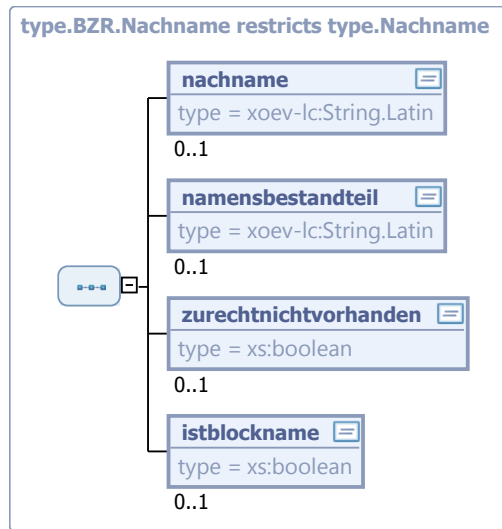 type.BZR.Nachname restricts type.Nachname
nachname
type = xoev-lc:String.Latin
0..1
namensbestandteil
type = xoev-lc:String.Latin
0..1
zurechtnichtvorhanden
type = xs:boolean
0..1
istblockname
type = xs:boolean
0..1